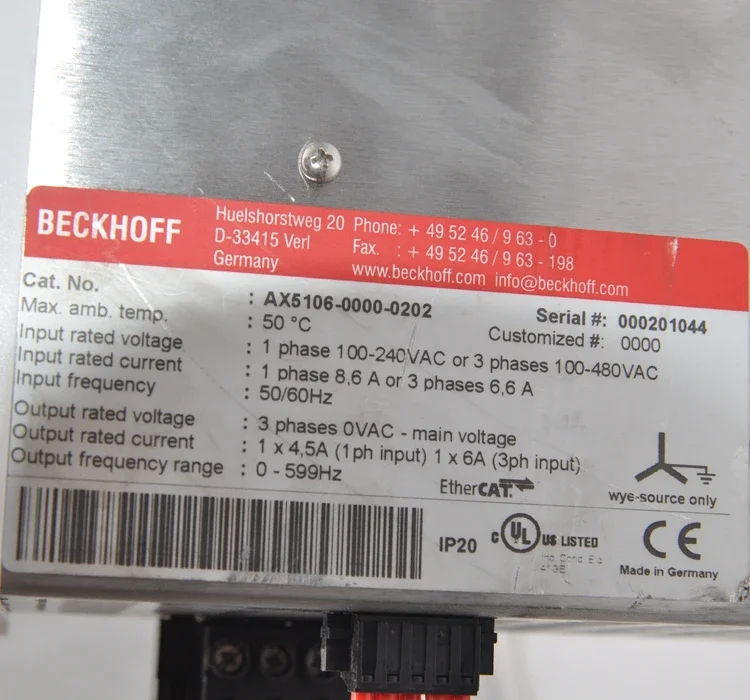 BECKHOFF
Huelshorstweg 20 Phone: + 49 52 46 / 9 63 - 0
D-33415 Verl Fax. : + 49 52 46 / 9 63 - 198
Germany www.beckhoff.com info@beckhoff.com
Cat. No. : AX5106-0000-0202 Serial #: 000201044
Max. amb. temp. : 50 °C Customized #: 0000
Input rated voltage : 1 phase 100-240VAC or 3 phases 100-480VAC
Input rated current : 1 phase 8,6 A or 3 phases 6,6 A
Input frequency : 50/60Hz
Output rated voltage : 3 phases 0VAC - main voltage
Output rated current : 1 x 4,5A (1ph input) 1 x 6A (3ph input)
Output frequency range : 0 - 599Hz
EtherCAT.
wye-source only
IP20
C UL US LISTED
CE
Made in Germany